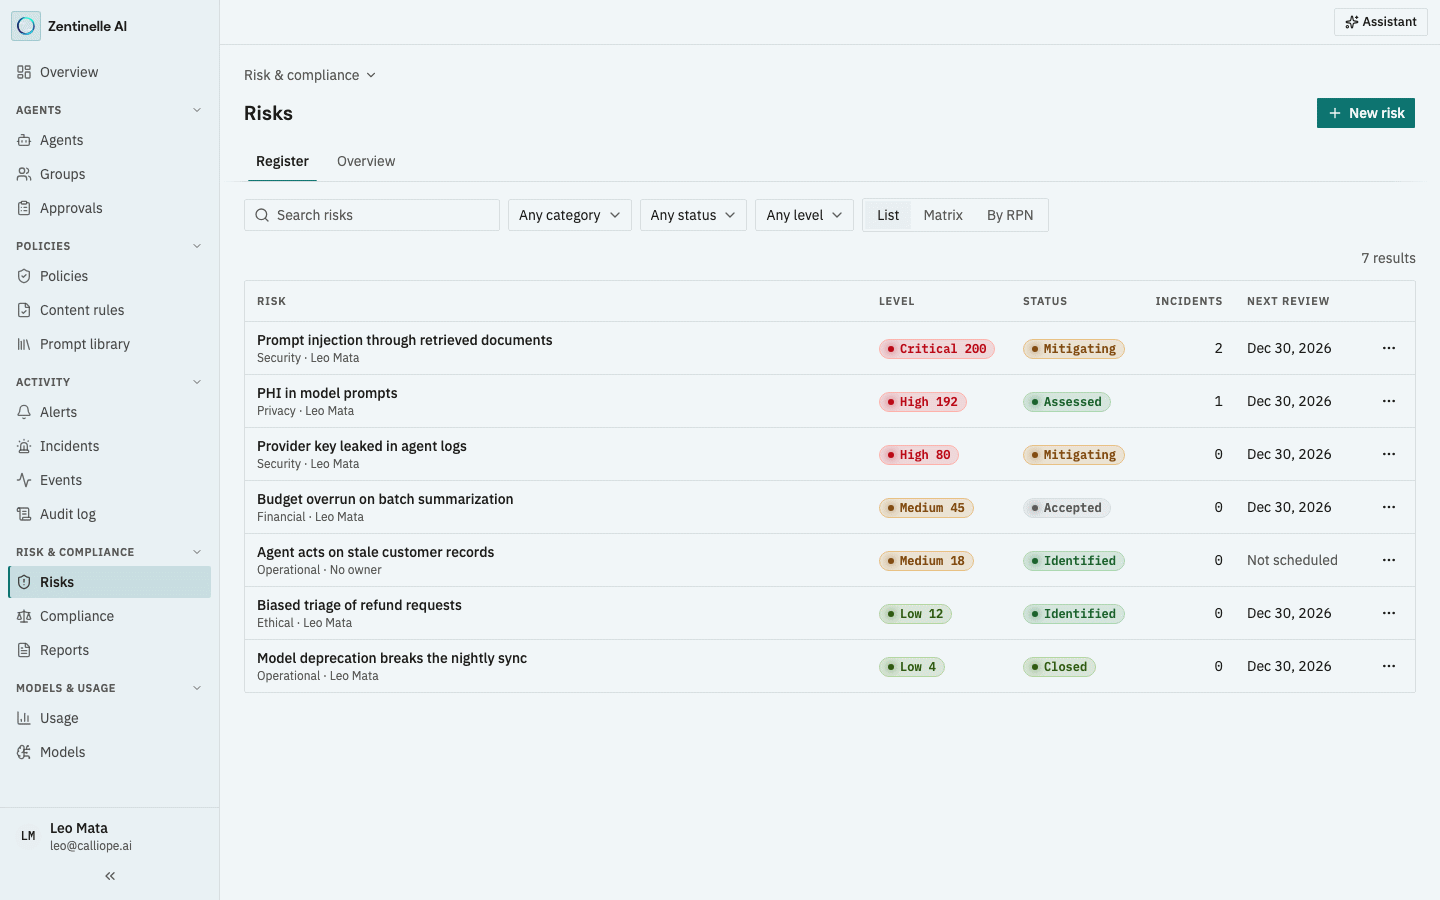 Zentinelle AI
Assistant
Overview
AGENTS
Agents
Groups
Approvals
POLICIES
Policies
Content rules
Prompt library
ACTIVITY
Alerts
Incidents
Events
Audit log
RISK & COMPLIANCE
Risks
Compliance
Reports
MODELS & USAGE
Usage
Models
LM
Leo Mata
leo@calliope.ai
Risk & compliance
Risks
New risk
Register Overview
Search risks Any category Any status Any level List Matrix By RPN
7 results
RISK LEVEL STATUS INCIDENTS NEXT REVIEW
Prompt injection through retrieved documents
Security · Leo Mata
Critical 200 Mitigating 2 Dec 30, 2026
PHI in model prompts
Privacy · Leo Mata
High 192 Assessed 1 Dec 30, 2026
Provider key leaked in agent logs
Security · Leo Mata
High 80 Mitigating 0 Dec 30, 2026
Budget overrun on batch summarization
Financial · Leo Mata
Medium 45 Accepted 0 Dec 30, 2026
Agent acts on stale customer records
Operational · No owner
Medium 18 Identified 0 Not scheduled
Biased triage of refund requests
Ethical · Leo Mata
Low 12 Identified 0 Dec 30, 2026
Model deprecation breaks the nightly sync
Operational · Leo Mata
Low 4 Closed 0 Dec 30, 2026